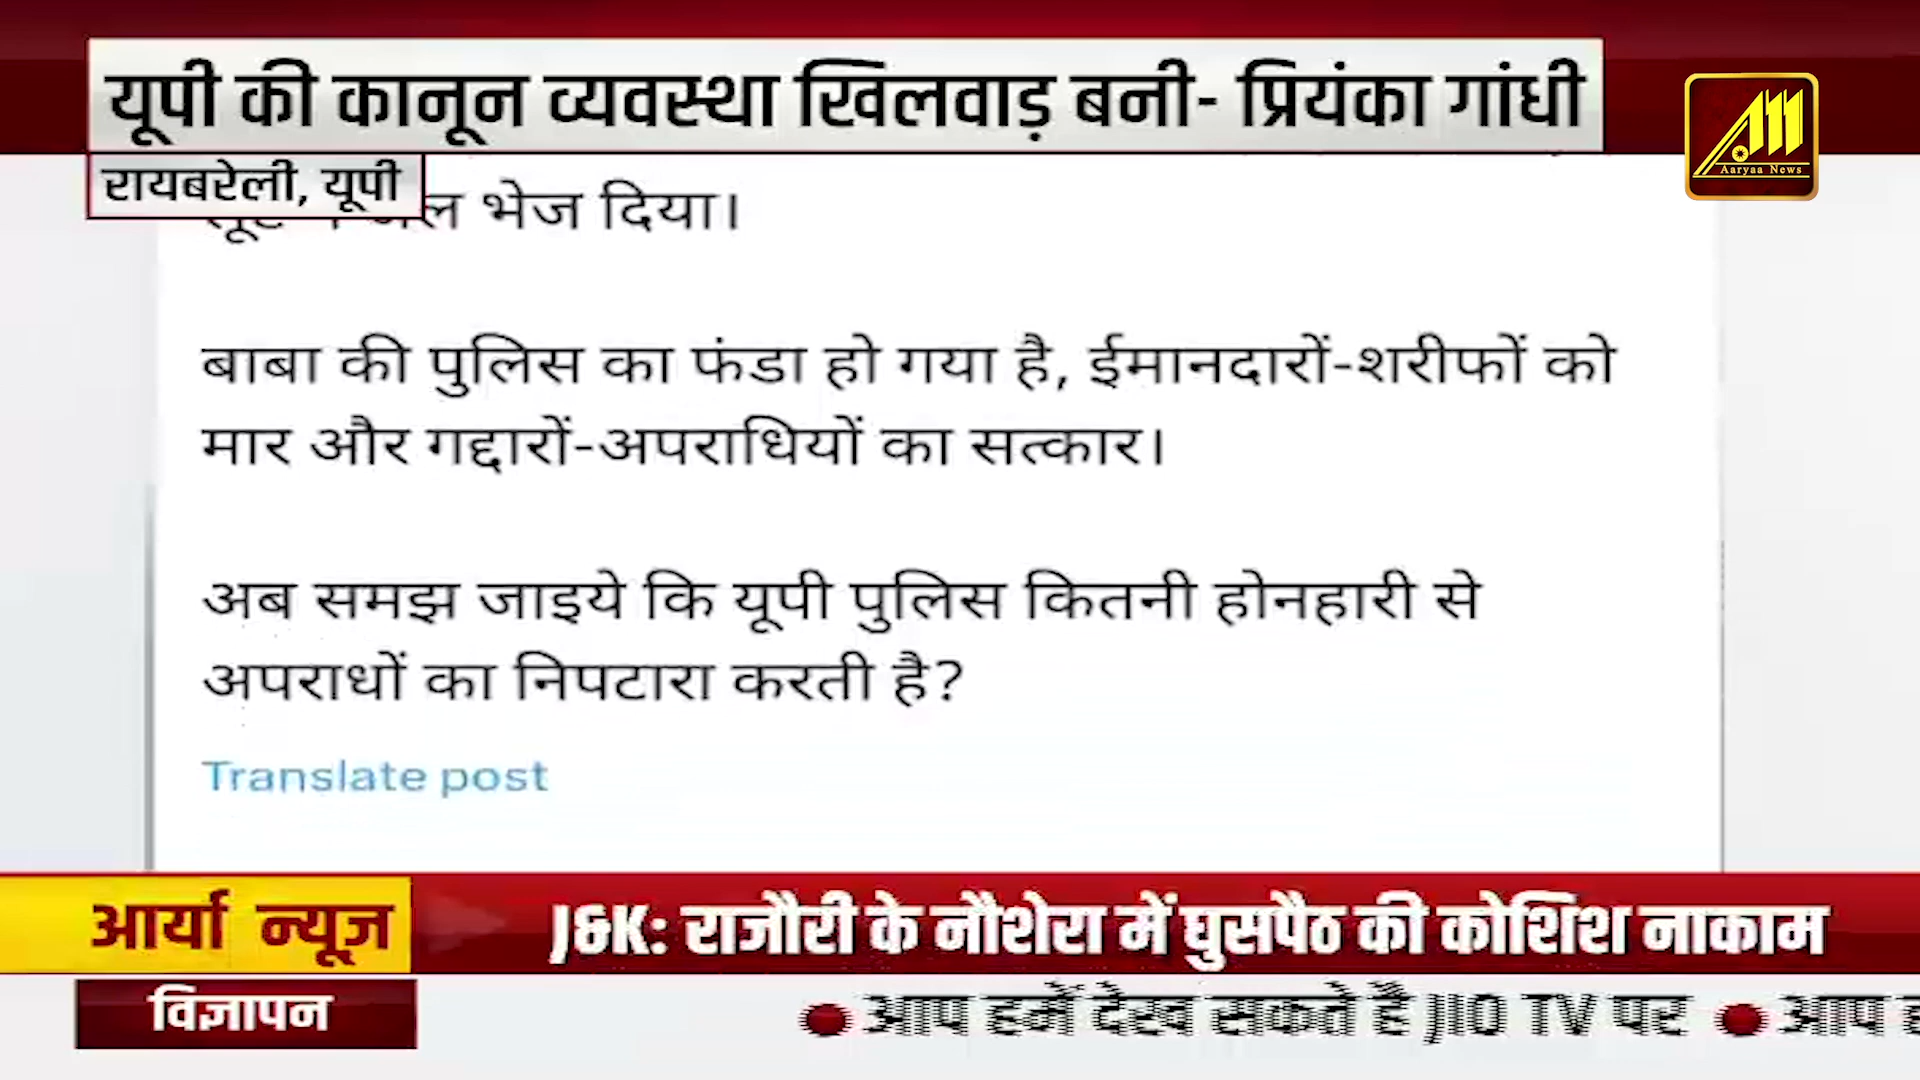 यूपी की कानून व्यवस्था खिलवाड़ बनी- प्रियंका गांधी
Aaryaa News
रायबरेली, यूपी
भेज दिया।
बाबा की पुलिस का फंडा हो गया है, ईमानदारों-शरीफों को
मार और गद्दारों-अपराधियों का सत्कार।
अब समझ जाइये कि यूपी पुलिस कितनी होनहारी से
अपराधों का निपटारा करती है?
Translate post
आर्या न्यूज़
J&K: राजौरी के नौशेरा में घुसपैठ की कोशिश नाकाम
विज्ञापन
आप हमें देख सकते हैं JIO TV पर
आप